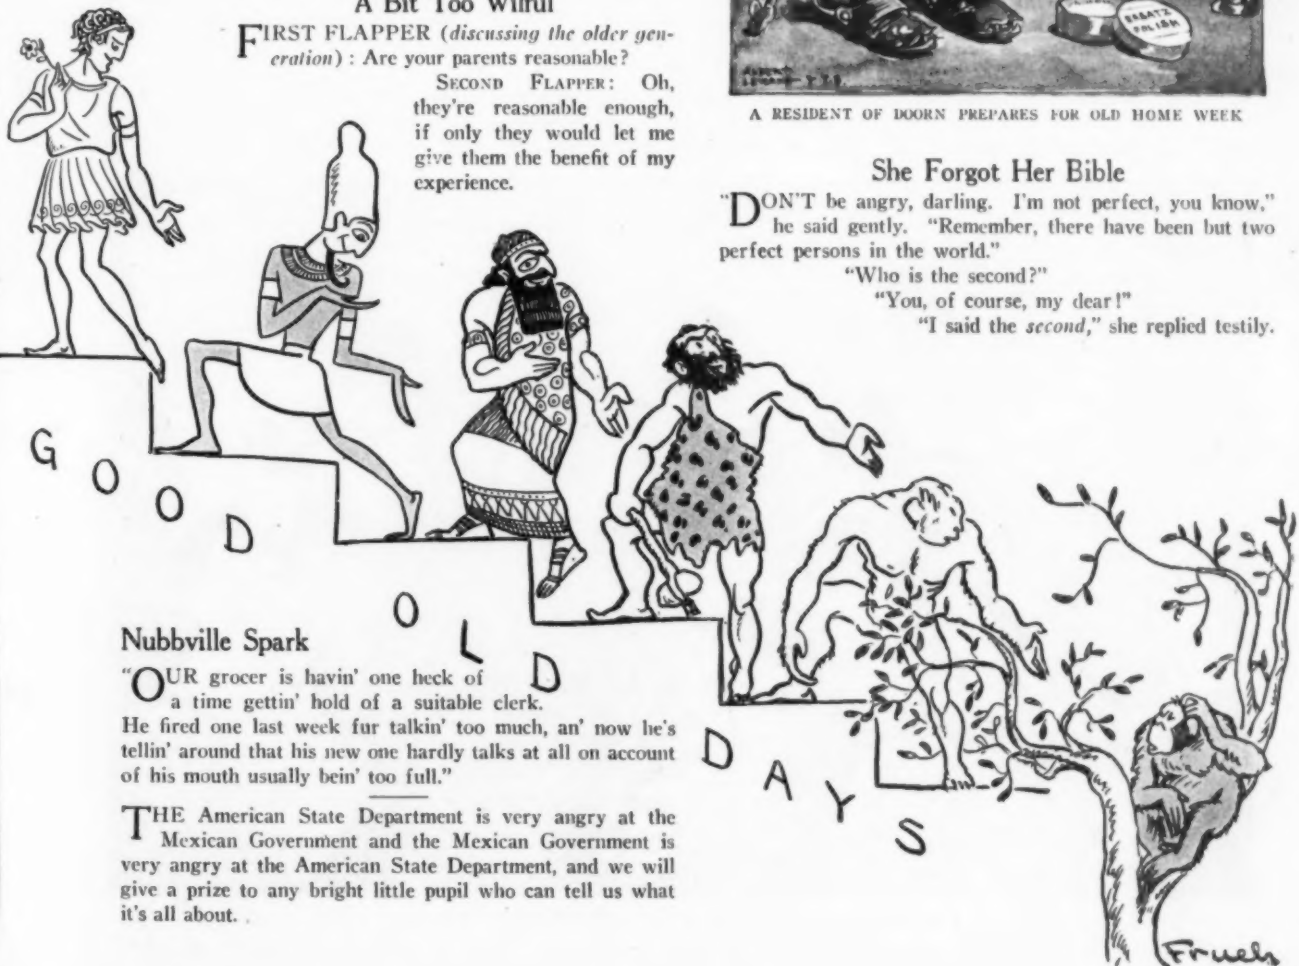 A Bit Too Wilful
FIRST FLAPPER (discussing the older gen-
eration) : Are your parents reasonable?
SECOND FLAPPER: Oh,
they're reasonable enough,
if only they would let me
give them the benefit of my
experience.
ERSATZ
POLISH
A RESIDENT OF DOORN PREPARES FOR OLD HOME WEEK
She Forgot Her Bible
"DON'T be angry, darling. I'm not perfect, you know,"
he said gently. "Remember, there have been but two
perfect persons in the world."
"Who is the second?"
"You, of course, my dear!"
"I said the second," she replied testily.
GOOD OLD DAYS
Nubbville Spark
"OUR grocer is havin' one heck of
a time gettin' hold of a suitable clerk.
He fired one last week fur talkin' too much, an' now he's
tellin' around that his new one hardly talks at all on account
of his mouth usually bein' too full."
THE American State Department is very angry at the
Mexican Government and the Mexican Government is
very angry at the American State Department, and we will
give a prize to any bright little pupil who can tell us what
it's all about.
Frueh